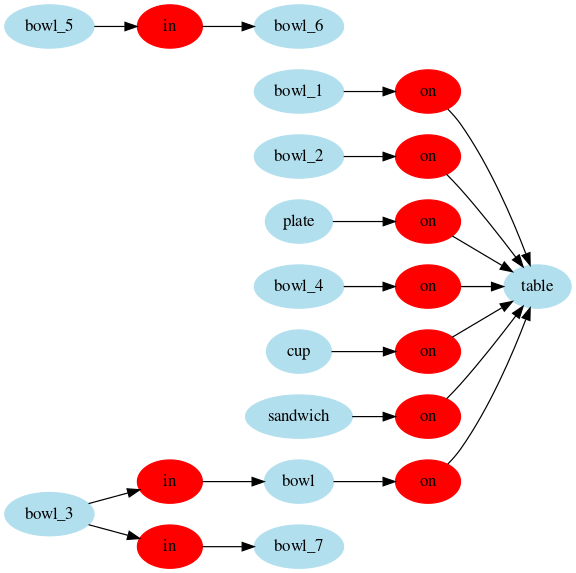 bowl_5 in bowl_6
bowl_1 on
bowl_2 on
plate on
bowl_4 on table
cup on
sandwich on
in bowl on
bowl_3
in bowl_7